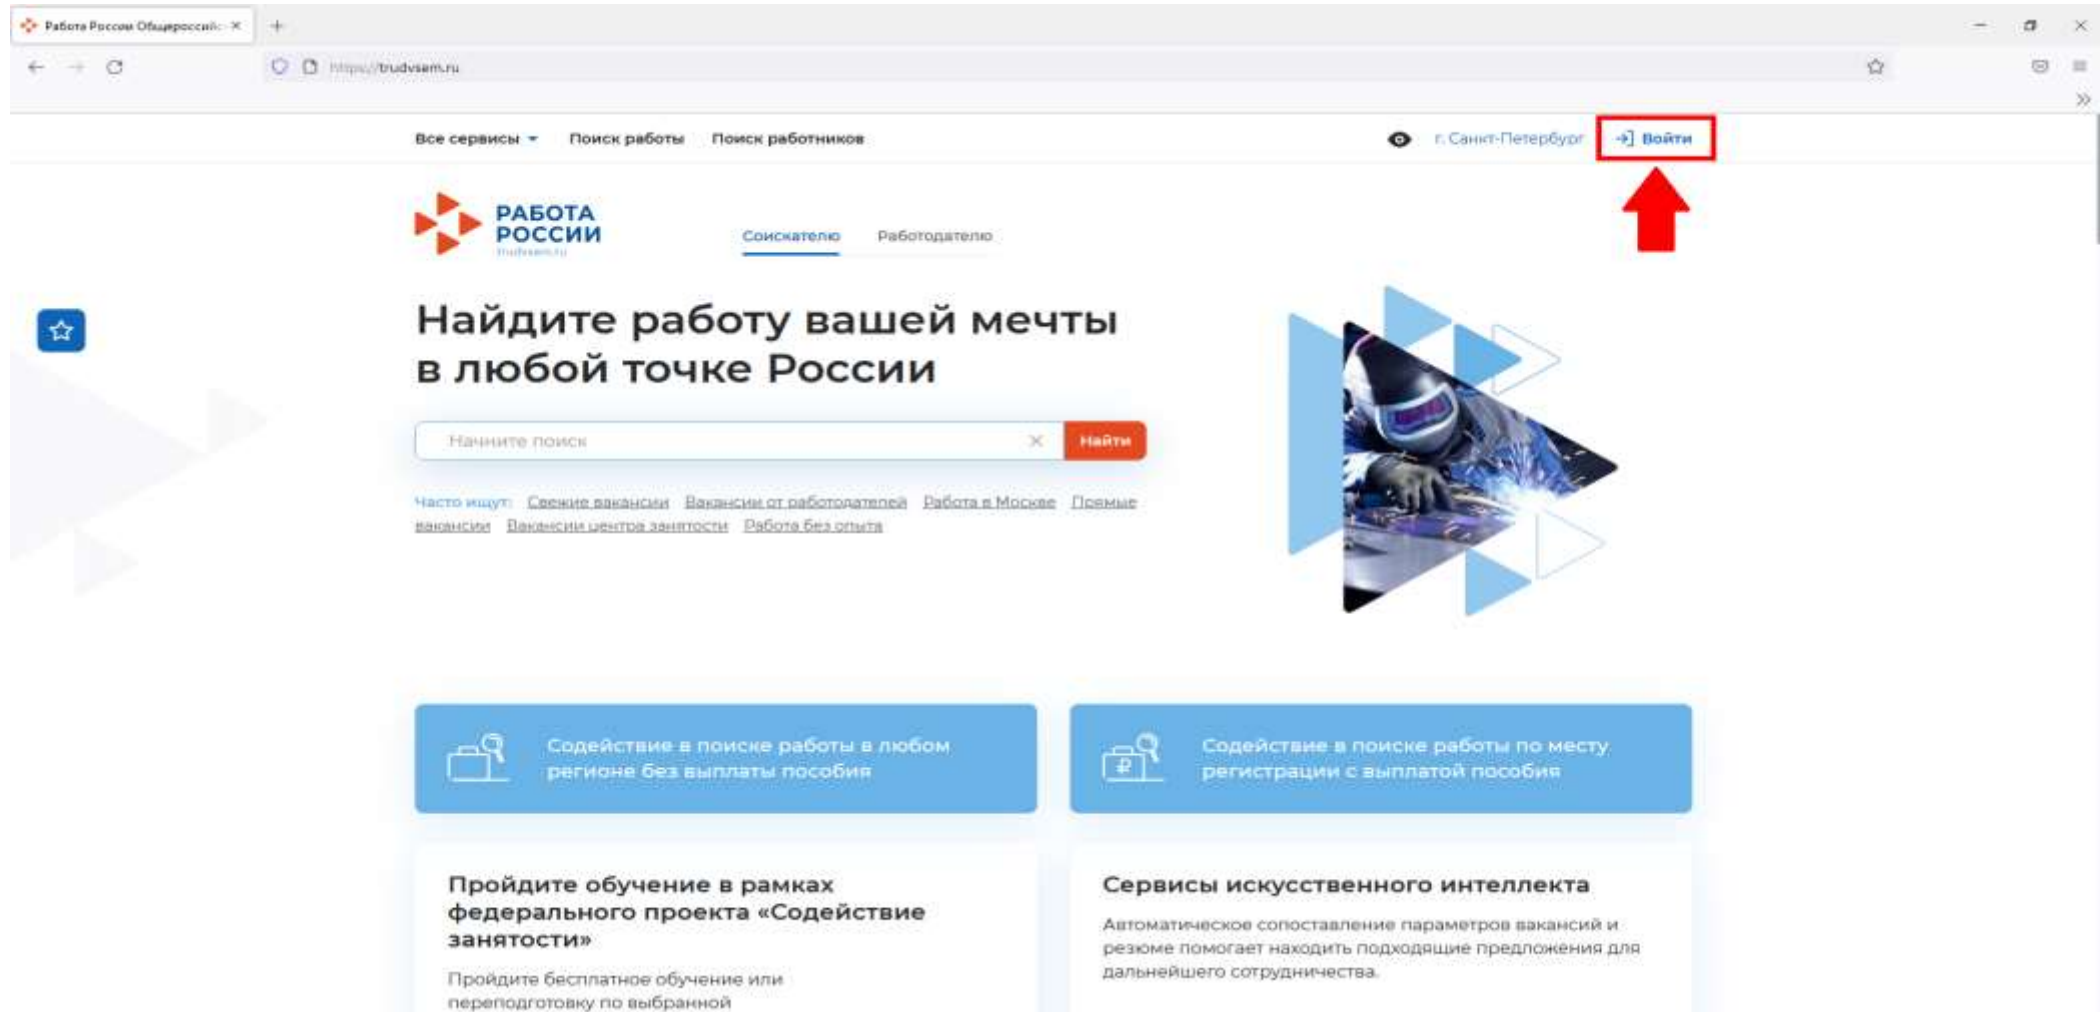 Работа России Общероссийс
https://trudvsem.ru
Все сервисы Поиск работы Поиск работников г. Санкт-Петербург Войти
РАБОТА
РОССИИ
trudvsem.ru
Соискателю Работодателю
Найдите работу вашей мечты
в любой точке России
Начните поиск Найти
Часто ищут: Свежие вакансии Вакансии от работодателей Работа в Москве Прямые
вакансии Вакансии центра занятости Работа без опыта
Содействие в поиске работы в любом
регионе без выплаты пособия
Содействие в поиске работы по месту
регистрации с выплатой пособия
Пройдите обучение в рамках
федерального проекта «Содействие
занятости»
Пройдите бесплатное обучение или
переподготовку по выбранной
Сервисы искусственного интеллекта
Автоматическое сопоставление параметров вакансий и
резюме помогает находить подходящие предложения для
дальнейшего сотрудничества.